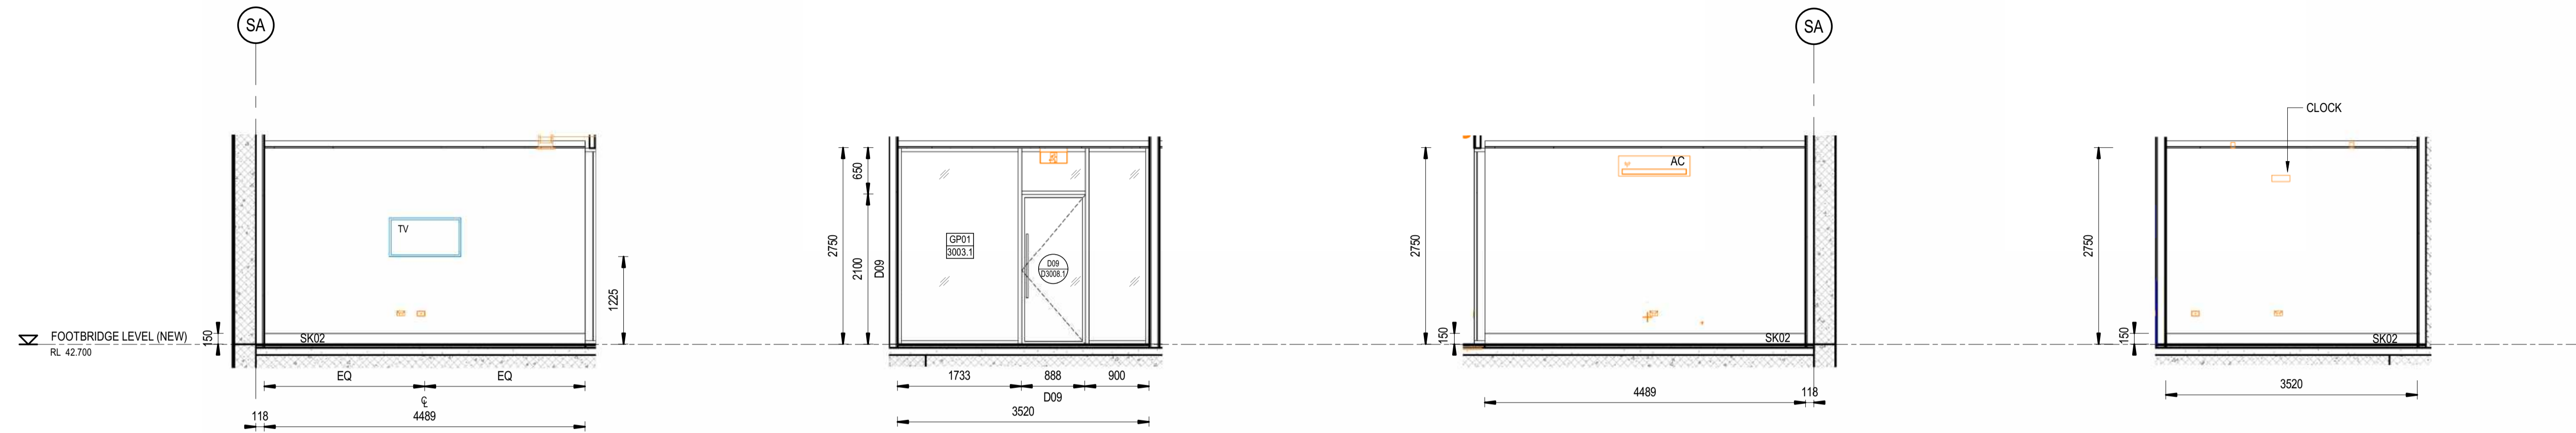 SA
TV
FOOTBRIDGE LEVEL (NEW)
RL 42.700
150
SK02
1225
EQ
EQ
℄
118
4489
2750
650
2100
D09
GP01
3003.1
D09
D3008.1
1733
888
900
D09
3520
SA
AC
2750
150
SK02
4489
118
CLOCK
2750
150
SK02
3520